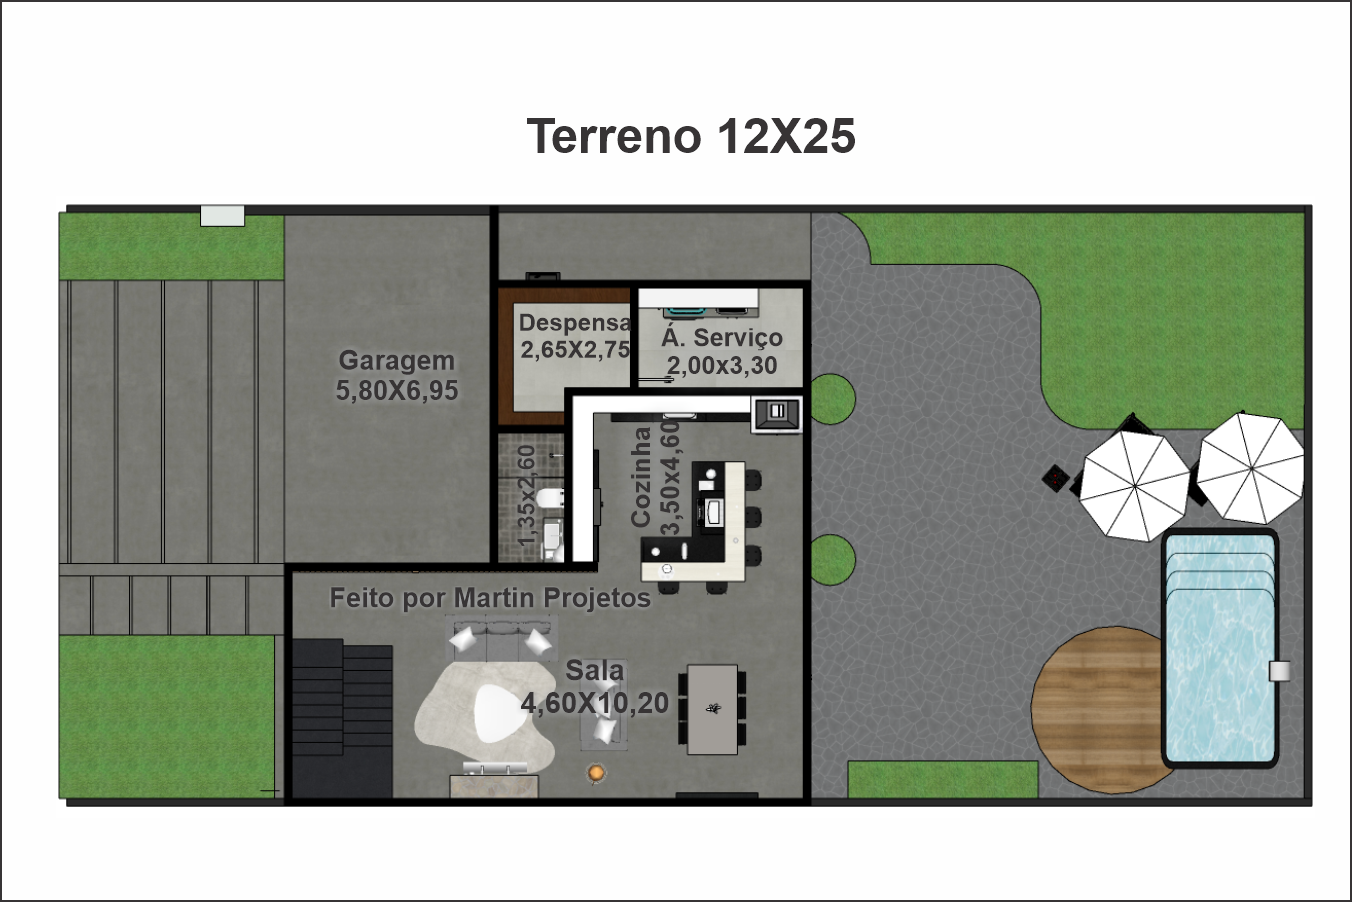 Terreno 12X25
Despensa
2,65X2,75
Á. Serviço
2,00x3,30
Garagem
5,80X6,95
1,35x2,60
Cozinha
3,50x4,60
Feito por Martin Projetos
Sala
4,60X10,20